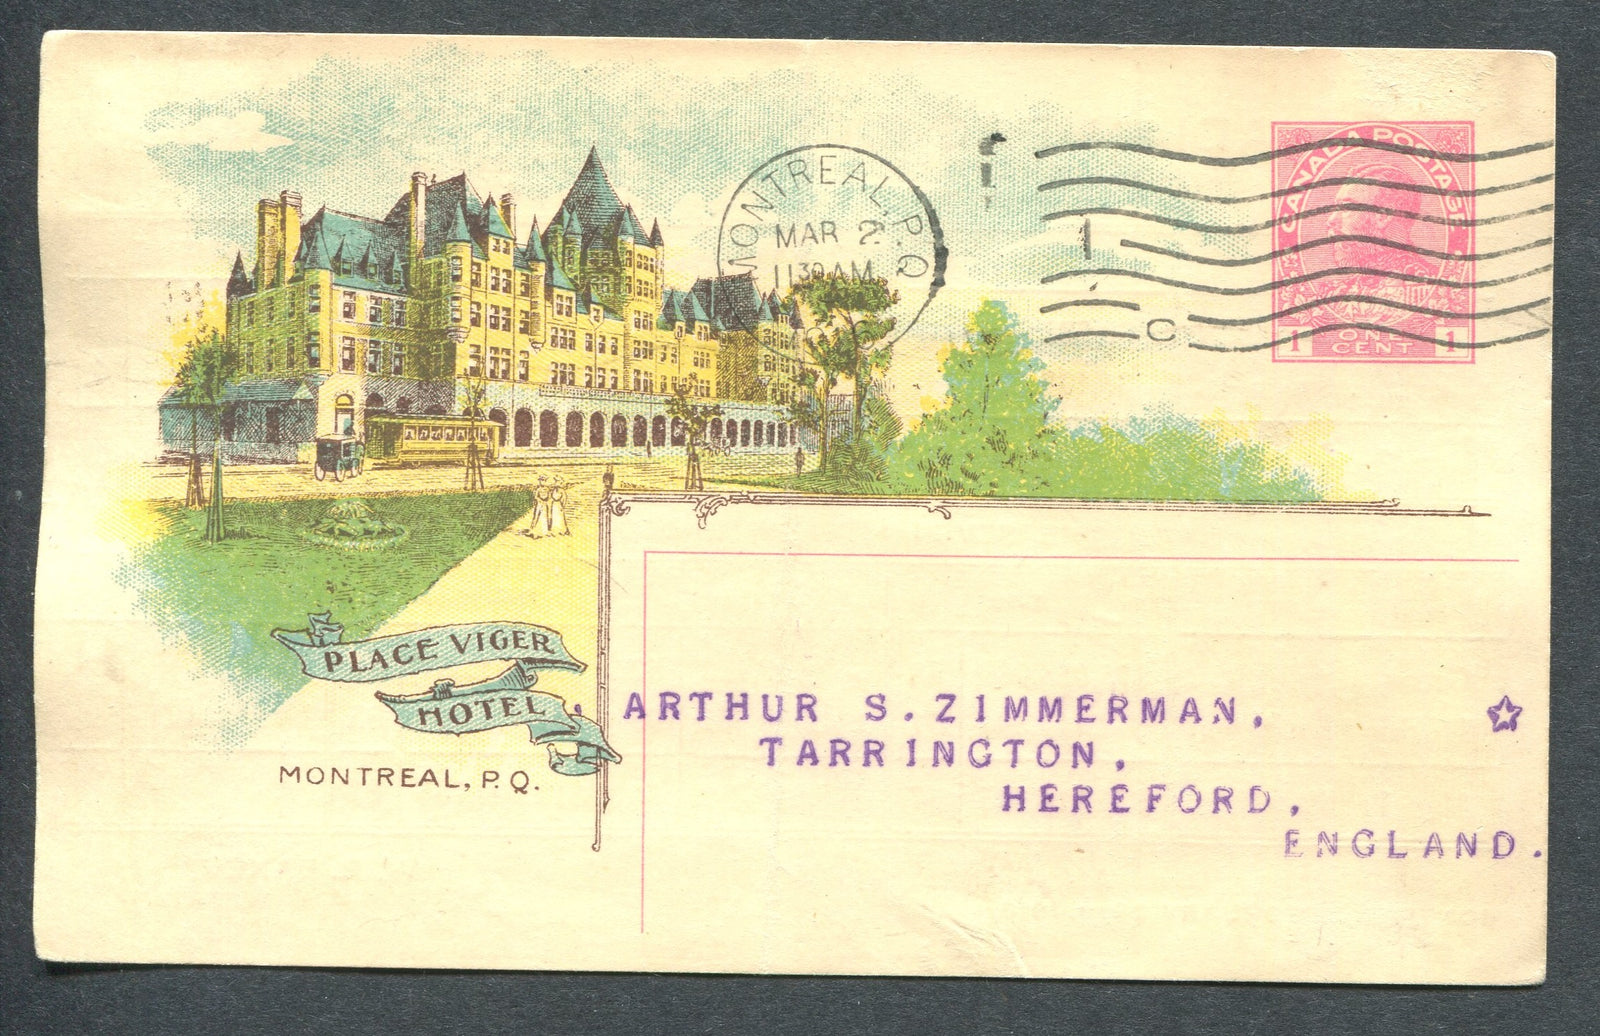 MONTREAL, P.Q.
MAR 2
11 30 AM
C
CANADA POSTAGE
1 ONE CENT 1
PLACE VIGER
HOTEL,
MONTREAL, P.Q.
ARTHUR S. ZIMMERMAN,
TARRINGTON,
HEREFORD,
ENGLAND.